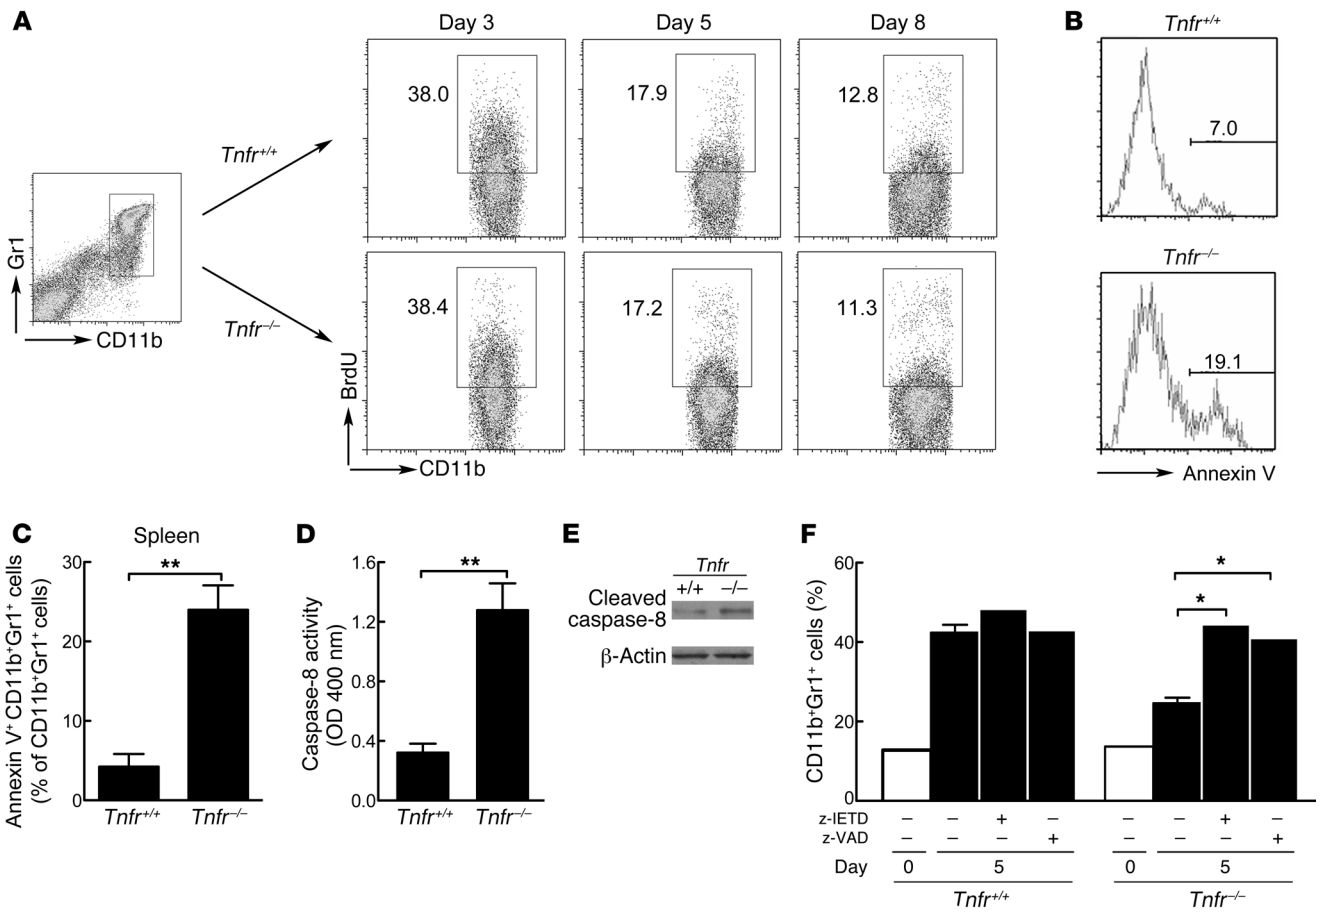 A
Day 3
Day 5
Day 8
38.0
17.9
12.8
Tnfr+/+
Gr1
CD11b
Tnfr–/–
38.4
17.2
11.3
BrdU
CD11b
B
Tnfr+/+
7.0
Tnfr–/–
19.1
Annexin V
C
Spleen
Annexin V+ CD11b+Gr1+ cells
(% of CD11b+Gr1+ cells)
30
20
10
0
**
Tnfr+/+ Tnfr–/–
D
Caspase-8 activity
(OD 400 nm)
1.6
1.2
0.8
0.4
0.0
**
Tnfr+/+ Tnfr–/–
E
Tnfr
+/+ –/–
Cleaved
caspase-8
β-Actin
F
CD11b+Gr1+ cells (%)
60
40
20
0
*
*
z-IETD – – + – – – + –
z-VAD – – – + – – – +
Day 0 5 0 5
Tnfr+/+ Tnfr–/–